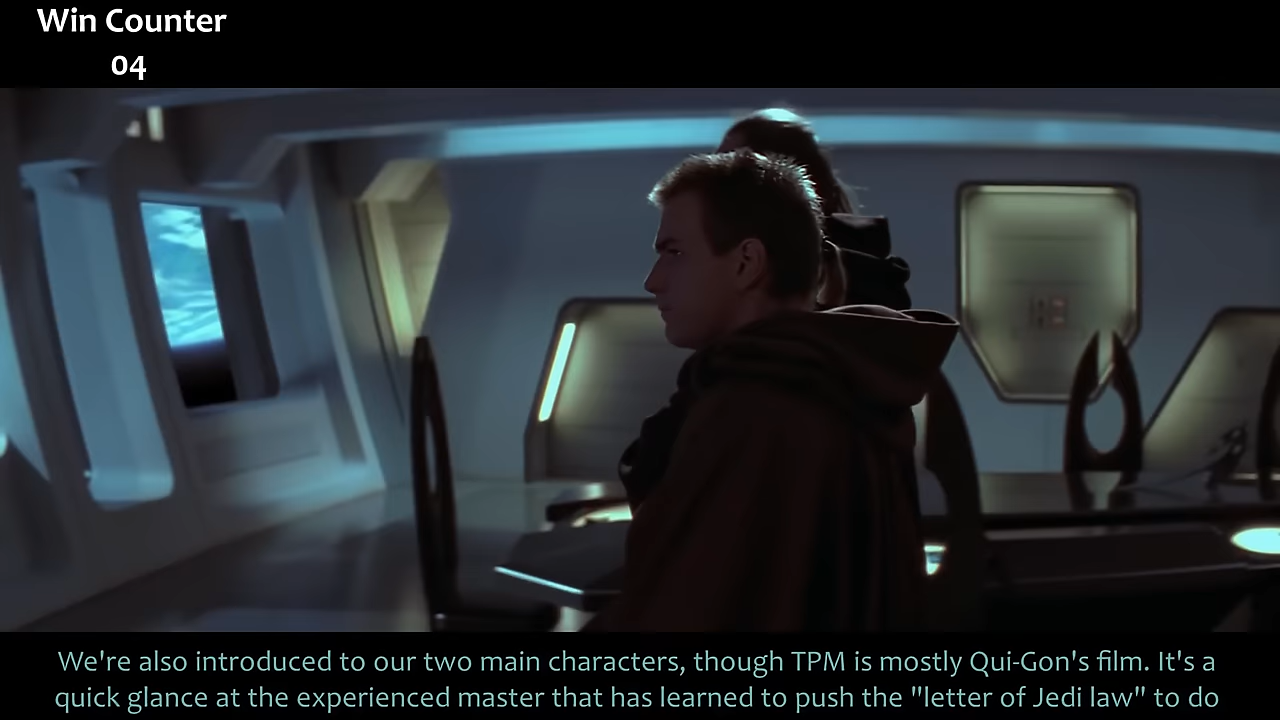 Win Counter
04
We're also introduced to our two main characters, though TPM is mostly Qui-Gon's film. It's a
quick glance at the experienced master that has learned to push the "letter of Jedi law" to do